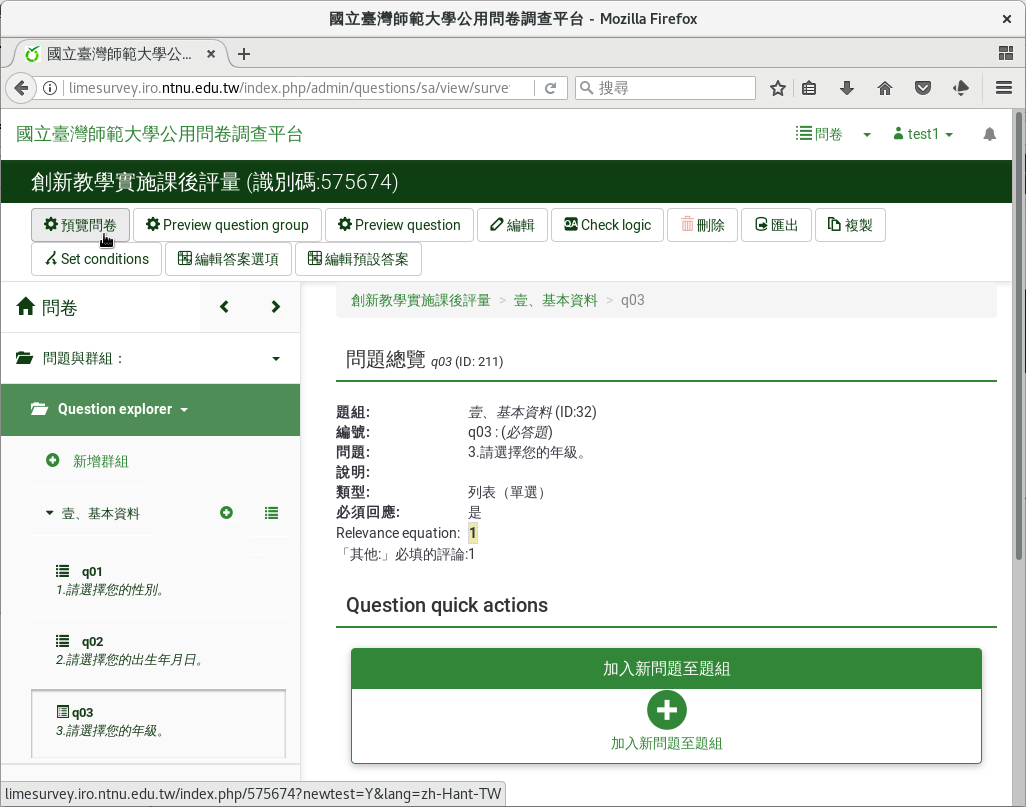 國立臺灣師範大學公用問卷調查平台 - Mozilla Firefox
國立臺灣師範大學公...
limesurvey.iro.ntnu.edu.tw/index.php/admin/questions/sa/view/surve
搜尋
國立臺灣師範大學公用問卷調查平台
問卷
test1
創新教學實施課後評量 (識別碼:575674)
預覽問卷 Preview question group Preview question 編輯 Check logic 刪除 匯出 複製
Set conditions 編輯答案選項 編輯預設答案
問卷
問題與群組：
Question explorer
新增群組
壹、基本資料
q01
1.請選擇您的性別。
q02
2.請選擇您的出生年月日。
q03
3.請選擇您的年級。
創新教學實施課後評量 > 壹、基本資料 > q03
問題總覽 q03 (ID: 211)
題組: 壹、基本資料 (ID:32)
編號: q03 : (必答題)
問題: 3.請選擇您的年級。
說明:
類型: 列表（單選）
必須回應: 是
Relevance equation: 1
「其他:」必填的評論:1
Question quick actions
加入新問題至題組
加入新問題至題組
limesurvey.iro.ntnu.edu.tw/index.php/575674?newtest=Y&lang=zh-Hant-TW